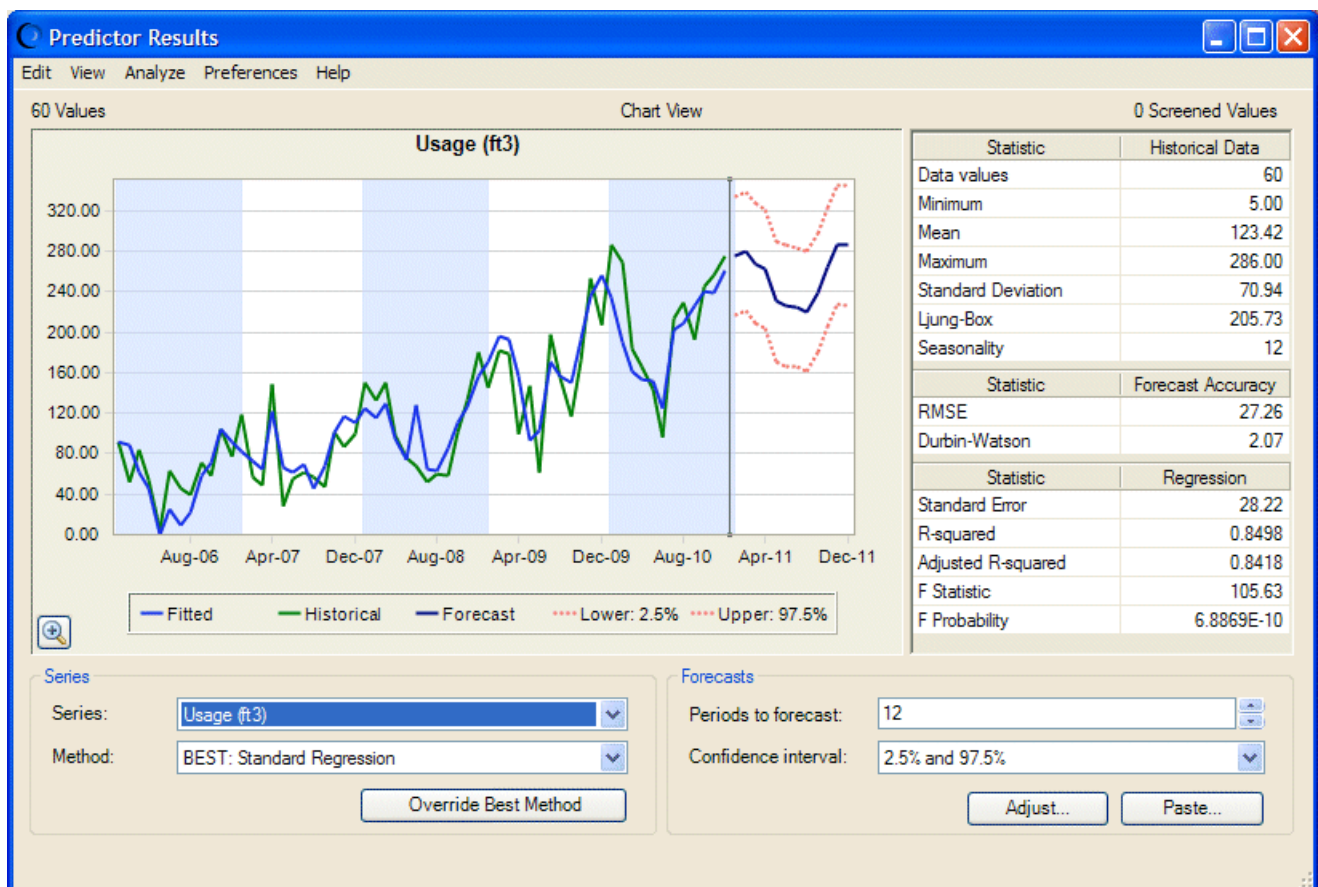 Predictor Results
Edit View Analyze Preferences Help
60 Values Chart View 0 Screened Values
Usage (ft3)
320.00
280.00
240.00
200.00
160.00
120.00
80.00
40.00
0.00
Aug-06 Apr-07 Dec-07 Aug-08 Apr-09 Dec-09 Aug-10 Apr-11 Dec-11
Fitted Historical Forecast Lower: 2.5% Upper: 97.5%
Statistic Historical Data
Data values 60
Minimum 5.00
Mean 123.42
Maximum 286.00
Standard Deviation 70.94
Ljung-Box 205.73
Seasonality 12
Statistic Forecast Accuracy
RMSE 27.26
Durbin-Watson 2.07
Statistic Regression
Standard Error 28.22
R-squared 0.8498
Adjusted R-squared 0.8418
F Statistic 105.63
F Probability 6.8869E-10
Series
Series: Usage (ft3)
Method: BEST: Standard Regression
Override Best Method
Forecasts
Periods to forecast: 12
Confidence interval: 2.5% and 97.5%
Adjust... Paste...